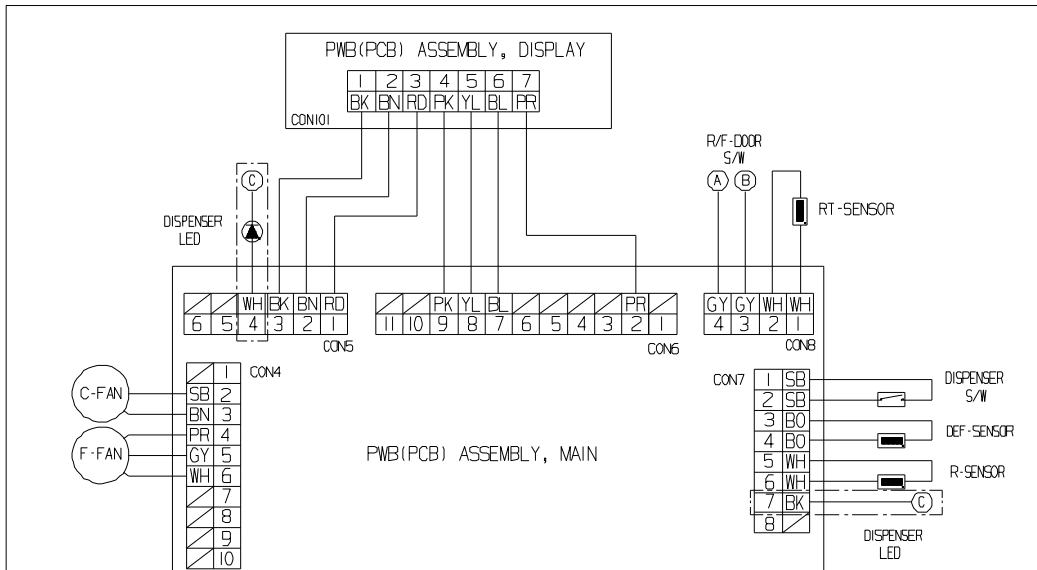 PWB(PCB) ASSEMBLY, DISPLAY
1 2 3 4 5 6 7
BK BN RD PK YL BL PR
CON101
R/F-DOOR
S/W
A B
C
RT-SENSOR
DISPENSER
LED
WH BK BN RD
6 5 4 3 2 1
CON5
PK YL BL PR
11 10 9 8 7 6 5 4 3 2 1
CON6
GY GY WH WH
4 3 2 1
CON8
CON4
1
SB 2
BN 3
PR 4
GY 5
WH 6
7
8
9
10
C-FAN
F-FAN
PWB(PCB) ASSEMBLY, MAIN
CON7
1 SB
2 SB
3 BO
4 BO
5 WH
6 WH
7 BK
8
DISPENSER
S/W
DEF-SENSOR
R-SENSOR
C
DISPENSER
LED